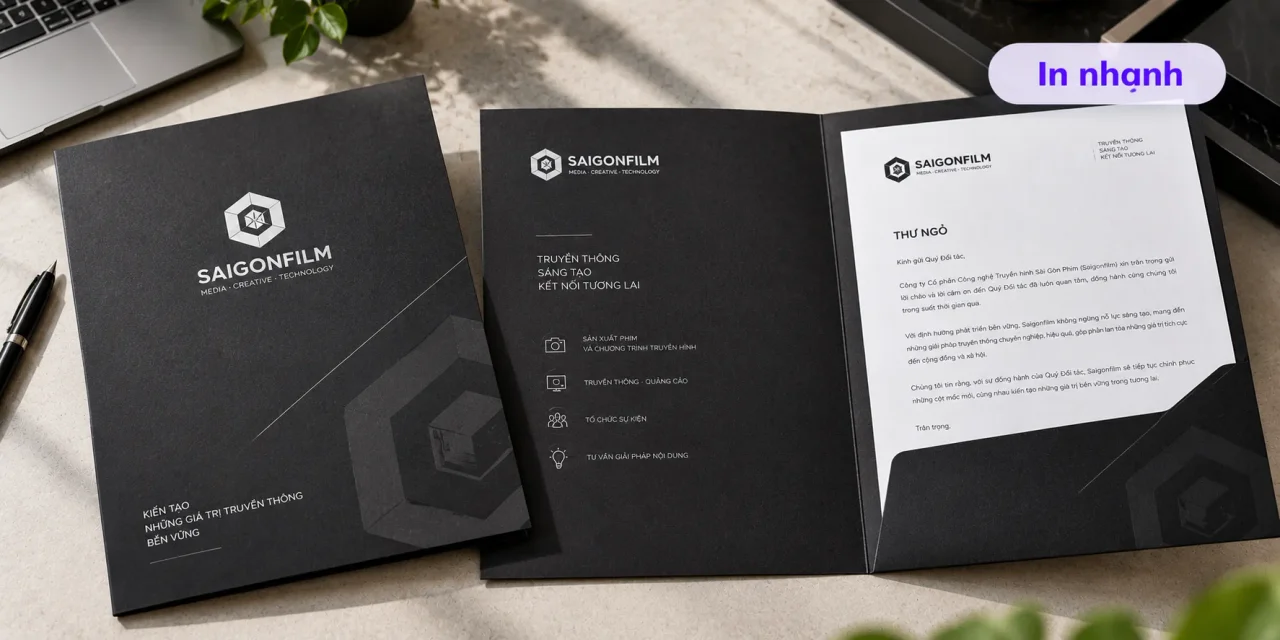 In nhanh
SAIGONFILM
MEDIA - CREATIVE - TECHNOLOGY
KIẾN TẠO
NHỮNG GIÁ TRỊ TRUYỀN THÔNG
BỀN VỮNG
SAIGONFILM
MEDIA - CREATIVE - TECHNOLOGY
TRUYỀN THÔNG
SÁNG TẠO
KẾT NỐI TƯƠNG LAI
SẢN XUẤT PHIM
VÀ CHƯƠNG TRÌNH TRUYỀN HÌNH
TRUYỀN THÔNG - QUẢNG CÁO
TỔ CHỨC SỰ KIỆN
TƯ VẤN GIẢI PHÁP NỘI DUNG
SAIGONFILM
MEDIA - CREATIVE - TECHNOLOGY
TRUYỀN THÔNG
SÁNG TẠO
KẾT NỐI TƯƠNG LAI
THƯ NGỎ
Kính gửi Quý Đối tác,
Công ty Cổ phần Công nghệ Truyền hình Sài Gòn Phim (Saigonfilm) xin trân trọng gửi
lời chào và lời cảm ơn đến Quý Đối tác đã luôn quan tâm, đồng hành cùng chúng tôi
trong suốt thời gian qua.
Với định hướng phát triển bền vững, Saigonfilm không ngừng nỗ lực sáng tạo, mang đến
những giải pháp truyền thông chuyên nghiệp, hiệu quả, góp phần lan tỏa những giá trị tích cực
đến cộng đồng và xã hội.
Chúng tôi tin rằng, với sự đồng hành của Quý Đối tác, Saigonfilm sẽ tiếp tục chinh phục
những cột mốc mới, cùng nhau kiến tạo những giá trị bền vững trong tương lai.
Trân trọng,